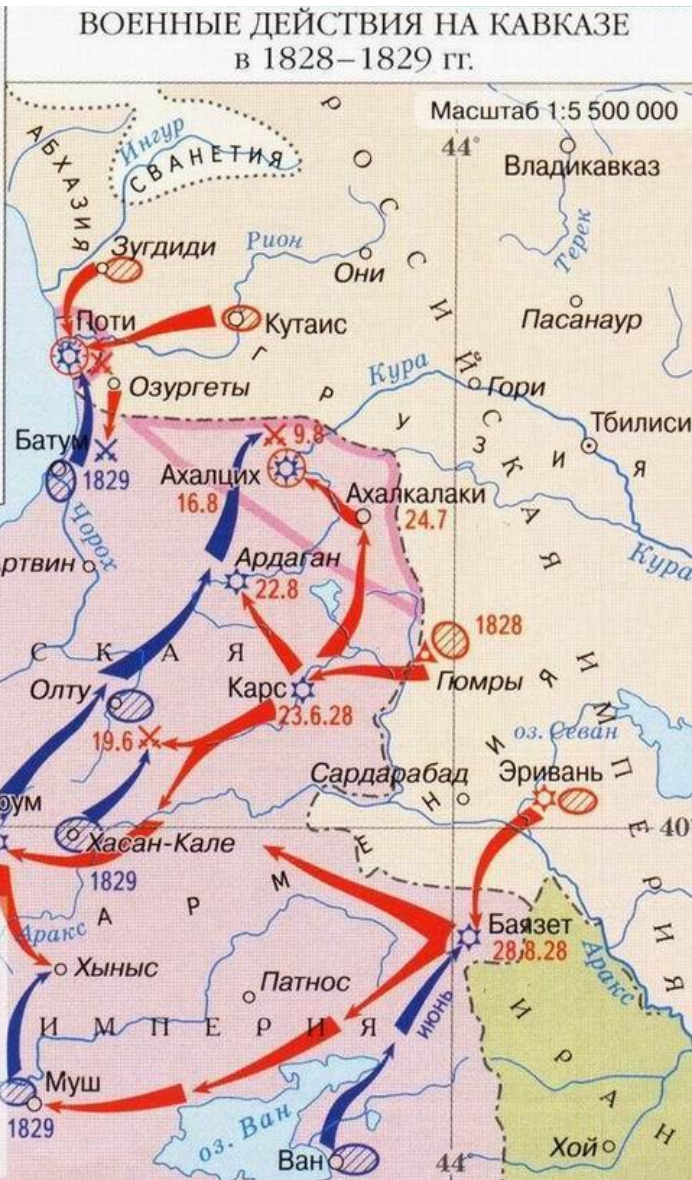 ВОЕННЫЕ ДЕЙСТВИЯ НА КАВКАЗЕ
в 1828–1829 гг.
Масштаб 1:5 500 000
44°
РОССИЙСКАЯ ИМПЕРИЯ
АБХАЗИЯ
Ингур
СВАНЕТИЯ
Владикавказ
Терек
Зугдиди
Рион
Они
Поти
Кутаис
Пасанаур
ГРУЗИЯ
Озургеты
Кура
Гори
Тбилиси
Батум
1829
9.8
Ахалцих
16.8
Ахалкалаки
24.7
Чорох
Кура
ртвин
Ардаган
22.8
1828
СКАЯ
Гюмры
Олту
Карс
23.6.28
19.6
оз. Севан
Сардарабад
Эривань
рум
Хасан-Кале
1829
40°
АРМЕНИЯ
Аракс
Баязет
28.8.28
Аракс
Хыныс
Патнос
июнь
ИМПЕРИЯ
ИРАН
Муш
1829
оз. Ван
Ван
44°
Хой